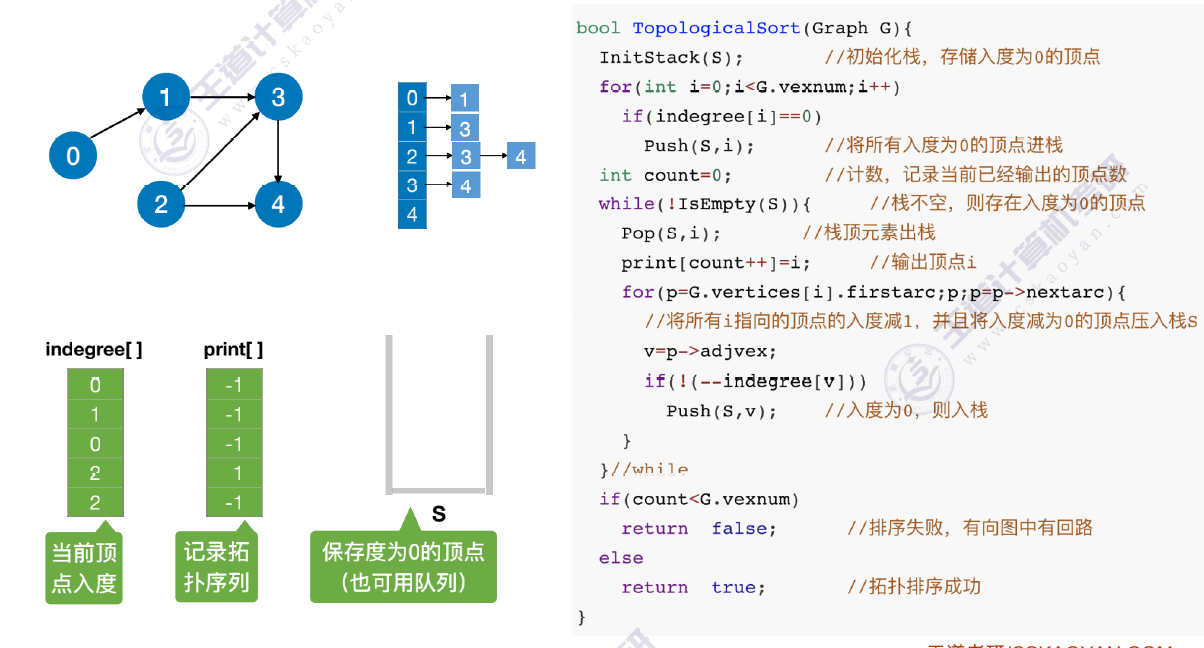 0
1
3
2
4
0 1
1 3
2 3 4
3 4
4
indegree[ ]
0
1
0
2
2
print[ ]
-1
-1
-1
1
-1
S
当前顶
点入度
记录拓
扑序列
保存度为0的顶点
（也可用队列）
bool TopologicalSort(Graph G){
InitStack(S); //初始化栈，存储入度为0的顶点
for(int i=0;i<G.vexnum;i++)
if(indegree[i]==0)
Push(S,i); //将所有入度为0的顶点进栈
int count=0; //计数，记录当前已经输出的顶点数
while(!IsEmpty(S)){ //栈不空，则存在入度为0的顶点
Pop(S,i); //栈顶元素出栈
print[count++]=i; //输出顶点i
for(p=G.vertices[i].firstarc;p;p=p->nextarc){
//将所有i指向的顶点的入度减1，并且将入度减为0的顶点压入栈S
v=p->adjvex;
if(!(--indegree[v]))
Push(S,v); //入度为0，则入栈
}
}//while
if(count<G.vexnum)
return false; //排序失败，有向图中有回路
else
return true; //拓扑排序成功
}
王道计算机考研
www.cskaoyan.com
王道考研/CSKAOYAN.COM